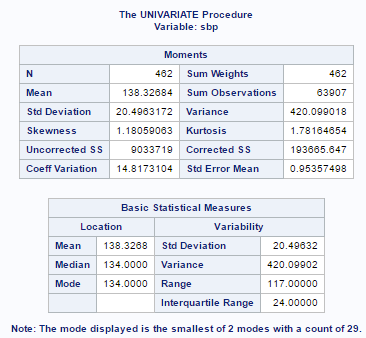 The UNIVARIATE Procedure
Variable: sbp
Moments
N 462 Sum Weights 462
Mean 138.32684 Sum Observations 63907
Std Deviation 20.4963172 Variance 420.099018
Skewness 1.18059063 Kurtosis 1.78164654
Uncorrected SS 9033719 Corrected SS 193665.647
Coeff Variation 14.8173104 Std Error Mean 0.95357498
Basic Statistical Measures
Location Variability
Mean 138.3268 Std Deviation 20.49632
Median 134.0000 Variance 420.09902
Mode 134.0000 Range 117.00000
Interquartile Range 24.00000
Note: The mode displayed is the smallest of 2 modes with a count of 29.